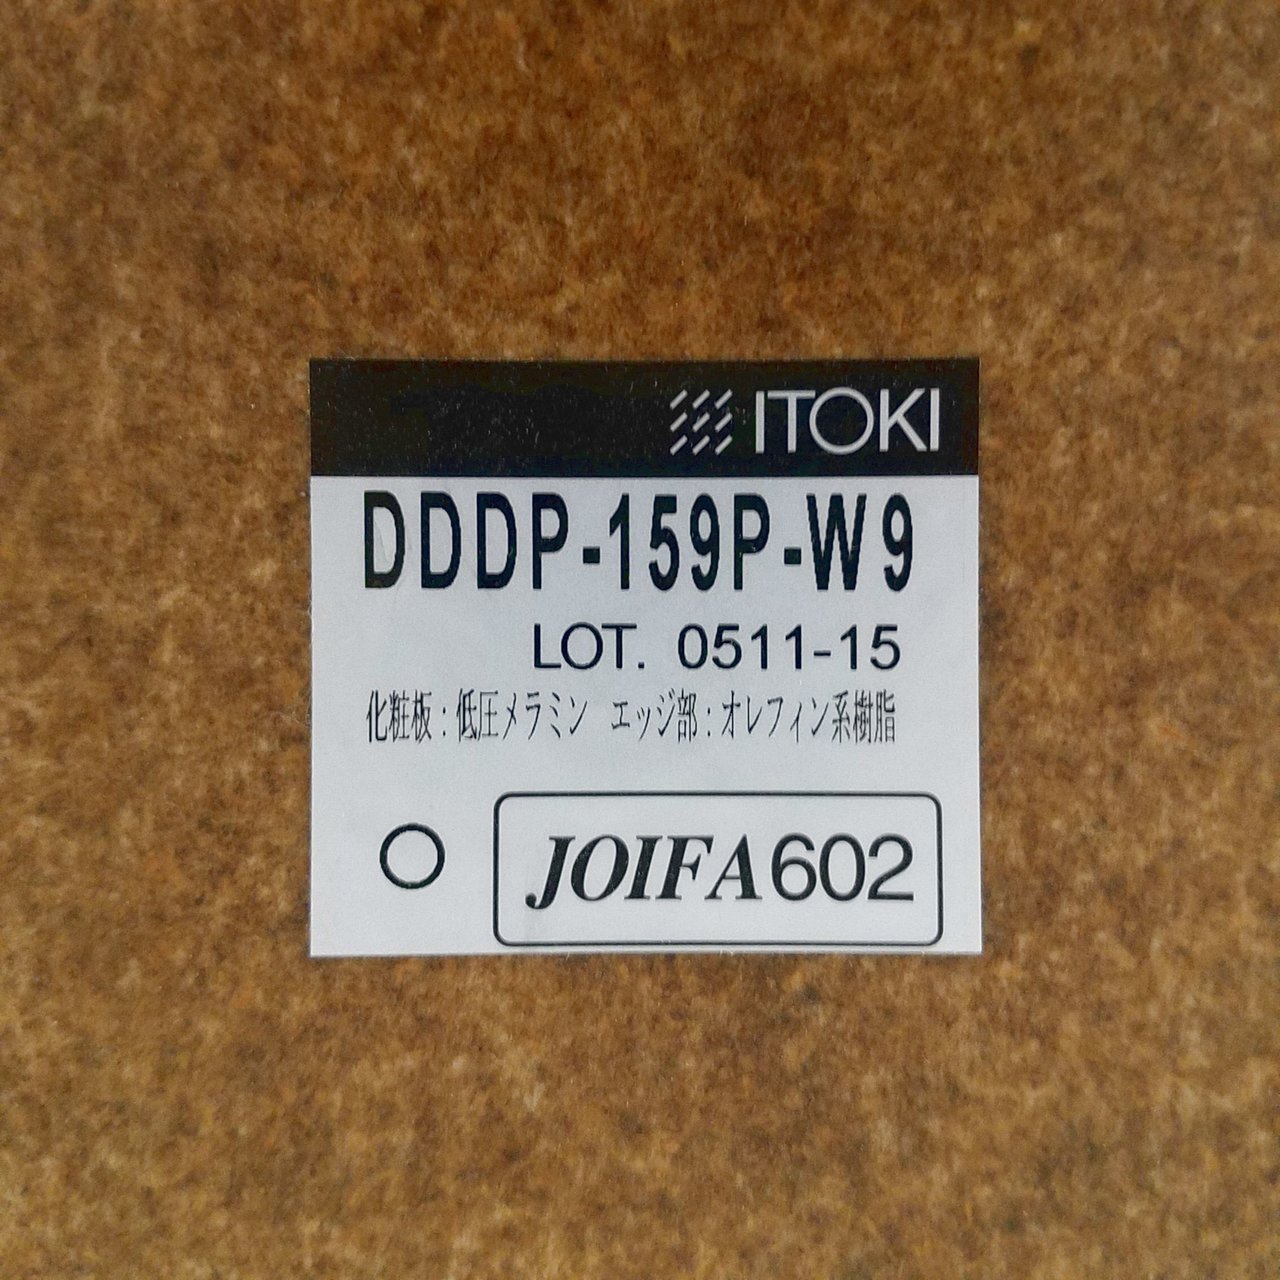 ITOKI
DDDP-159P-W9
LOT. 0511-15
化粧板:低圧メラミン エッジ部:オレフィン系樹脂
JOIFA602